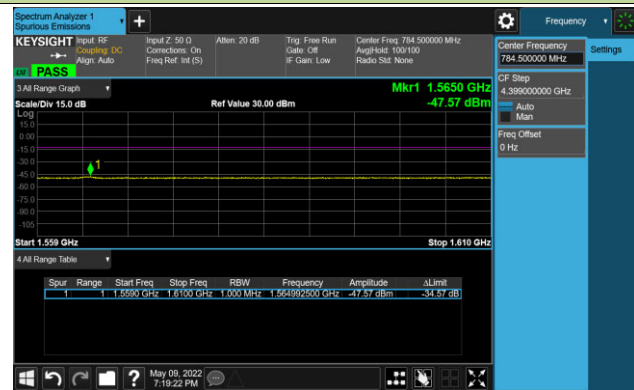 Spectrum Analyzer 1
Spurious Emissions
Frequency
KEYSIGHT
Input: RF
Coupling: DC
Align: Auto
Input Z: 50 Ω
Corrections: On
Freq Ref: Int (S)
Atten: 20 dB
Trig: Free Run
Gate: Off
IF Gain: Low
Center Freq: 784.500000 MHz
Avg|Hold: 100/100
Radio Std: None
LXI
PASS
Center Frequency
784.500000 MHz
Settings
CF Step
4.399000000 GHz
Auto
Man
Freq Offset
0 Hz
3 All Range Graph
Mkr1 1.5650 GHz
Scale/Div 15.0 dB
Ref Value 30.00 dBm
-47.57 dBm
Log
15.0
0.00
-15.0
-30.0
1
-45.0
-60.0
-75.0
-90.0
-105
Start 1.559 GHz
Stop 1.610 GHz
4 All Range Table
Spur Range Start Freq Stop Freq RBW Frequency Amplitude ΔLimit
1 1 1.5590 GHz 1.6100 GHz 1.000 MHz 1.564992500 GHz -47.57 dBm -34.57 dB
?
May 09, 2022
7:19:22 PM